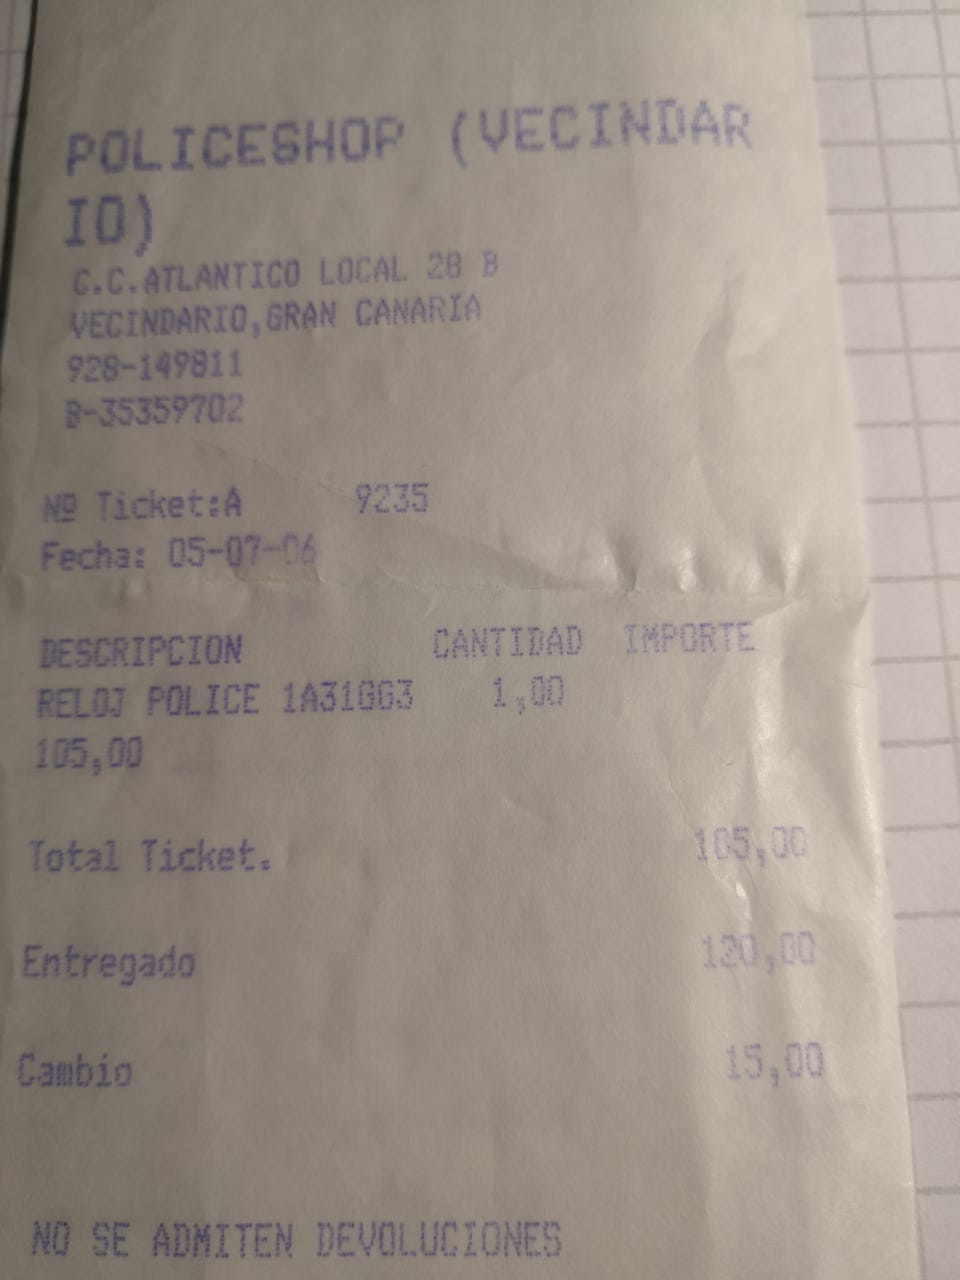 POLICESHOP (VECINDAR
IO)
C.C.ATLANTICO LOCAL 28 B
VECINDARIO,GRAN CANARIA
928-149811
B-35359702
Nº Ticket:A 9235
Fecha: 05-07-06
DESCRIPCION CANTIDAD IMPORTE
RELOJ POLICE 1A31GG3 1,00
105,00
Total Ticket. 105,00
Entregado 120,00
Cambio 15,00
NO SE ADMITEN DEVOLUCIONES